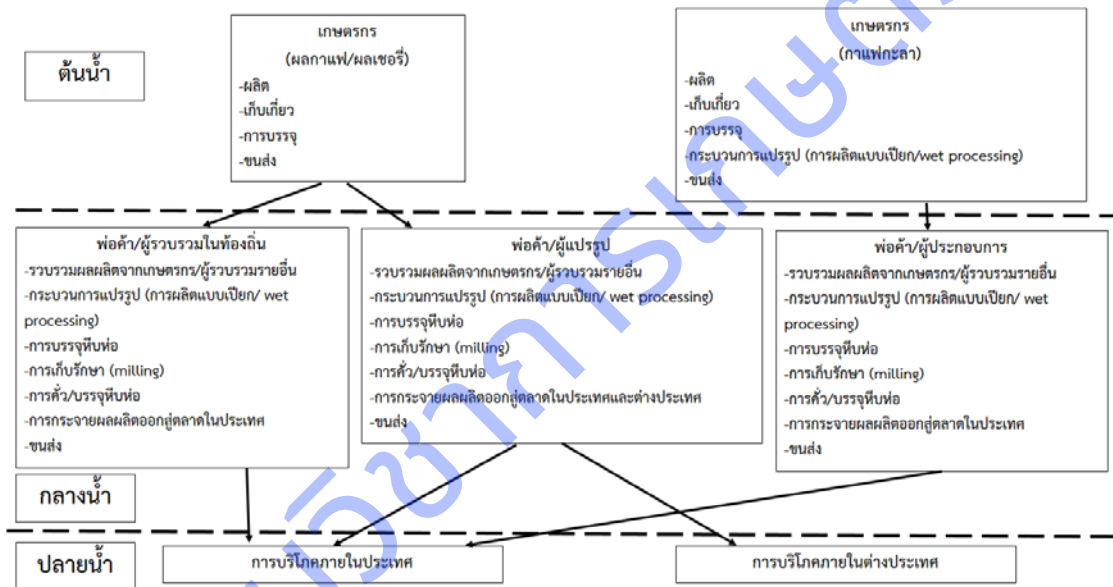 ต้นน้ำ
เกษตรกร
(ผลกาแฟ/ผลเชอรี่)
-ผลิต
-เก็บเกี่ยว
-การบรรจุ
-ขนส่ง
เกษตรกร
(กาแฟกะลา)
-ผลิต
-เก็บเกี่ยว
-การบรรจุ
-กระบวนการแปรรูป (การผลิตแบบเปียก/wet processing)
-ขนส่ง
พ่อค้า/ผู้รวบรวมในท้องถิ่น
-รวบรวมผลผลิตจากเกษตรกร/ผู้รวบรวมรายอื่น
-กระบวนการแปรรูป (การผลิตแบบเปียก/ wet
processing)
-การบรรจุหีบห่อ
-การเก็บรักษา (milling)
-การคั่ว/บรรจุหีบห่อ
-การกระจายผลผลิตออกสู่ตลาดในประเทศ
-ขนส่ง
พ่อค้า/ผู้แปรรูป
-รวบรวมผลผลิตจากเกษตรกร/ผู้รวบรวมรายอื่น
-กระบวนการแปรรูป (การผลิตแบบเปียก/ wet processing)
-การบรรจุหีบห่อ
-การเก็บรักษา (milling)
-การคั่ว/บรรจุหีบห่อ
-การกระจายผลผลิตออกสู่ตลาดในประเทศและต่างประเทศ
-ขนส่ง
พ่อค้า/ผู้ประกอบการ
-รวบรวมผลผลิตจากเกษตรกร/ผู้รวบรวมรายอื่น
-กระบวนการแปรรูป (การผลิตแบบเปียก/ wet
processing)
-การบรรจุหีบห่อ
-การเก็บรักษา (milling)
-การคั่ว/บรรจุหีบห่อ
-การกระจายผลผลิตออกสู่ตลาดในประเทศ
-ขนส่ง
กลางน้ำ
ปลายน้ำ
การบริโภคภายในประเทศ
การบริโภคภายในต่างประเทศ